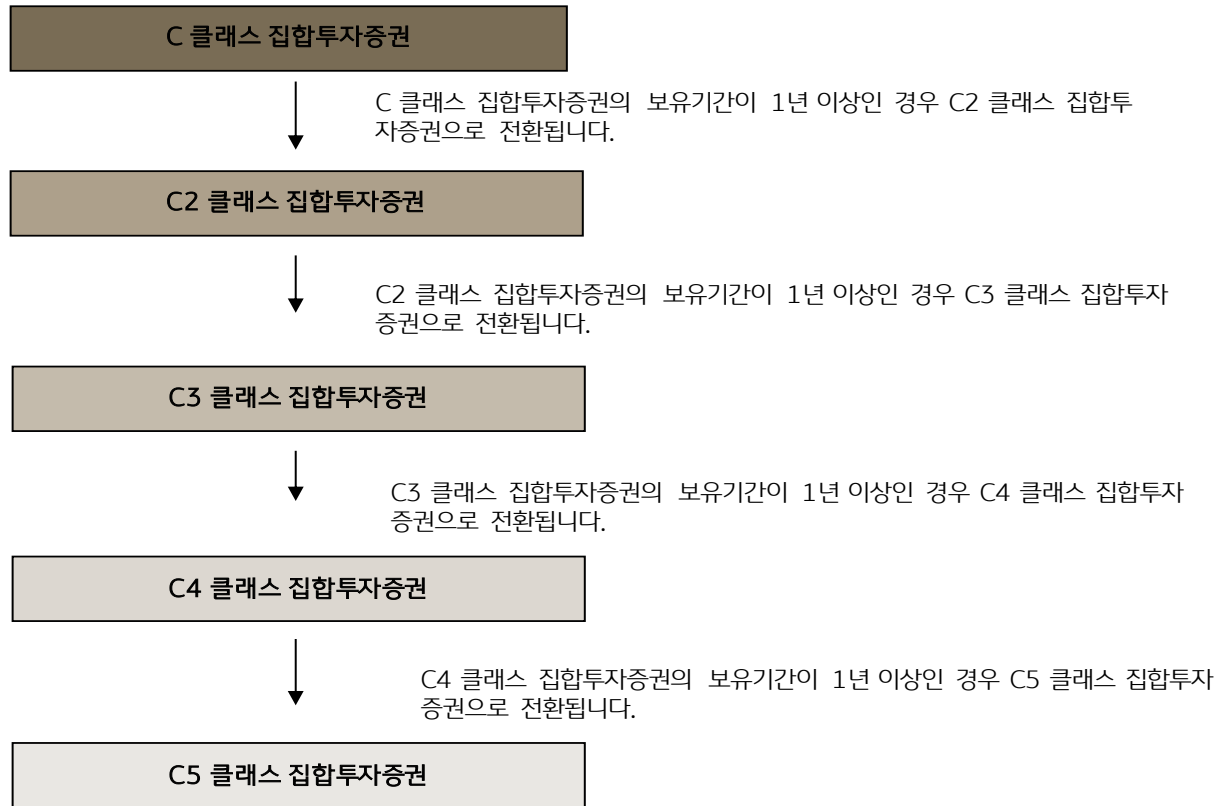 C 클래스 집합투자증권
C 클래스 집합투자증권의 보유기간이 1년 이상인 경우 C2 클래스 집합투
자증권으로 전환됩니다.
C2 클래스 집합투자증권
C2 클래스 집합투자증권의 보유기간이 1년 이상인 경우 C3 클래스 집합투자
증권으로 전환됩니다.
C3 클래스 집합투자증권
C3 클래스 집합투자증권의 보유기간이 1년 이상인 경우 C4 클래스 집합투자
증권으로 전환됩니다.
C4 클래스 집합투자증권
C4 클래스 집합투자증권의 보유기간이 1년 이상인 경우 C5 클래스 집합투자
증권으로 전환됩니다.
C5 클래스 집합투자증권